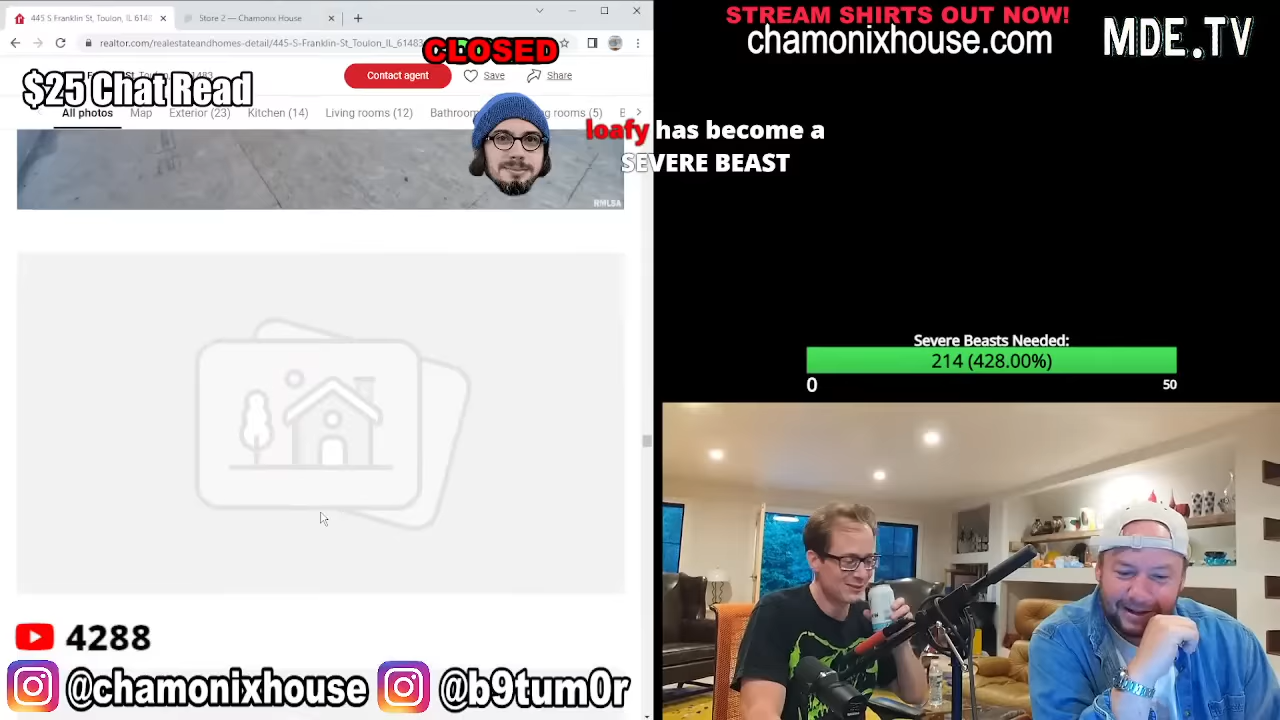 445 S Franklin St, Toulon, IL 6148
Store 2 — Chamonix House
realtor.com/realestateandhomes-detail/445-S-Franklin-St_Toulon_IL_61483
CLOSED
$25 Chat Read
Contact agent
Save
Share
All photos
Map
Exterior (23)
Kitchen (14)
Living rooms (12)
Bathroom
rooms (5)
RMLSA
STREAM SHIRTS OUT NOW!
chamonixhouse.com
MDE.TV
loafy has become a
SEVERE BEAST
Severe Beasts Needed:
214 (428.00%)
0
50
4288
@chamonixhouse
@b9tum0r